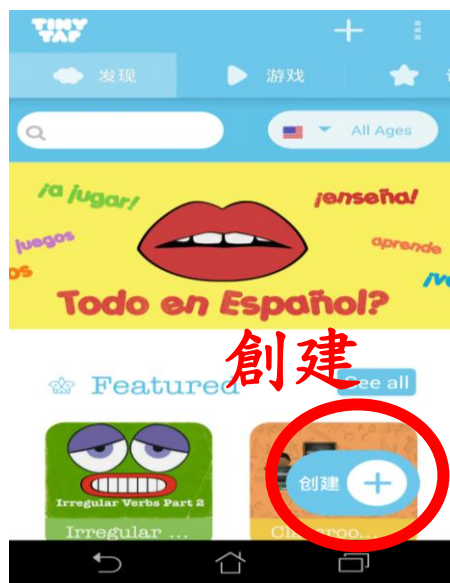 TINY
TAP
发现
游戏
All Ages
¡a jugar!
¡enseña!
juegos
aprende
os
Todo en Español?
創建
Featured
See all
创建
Irregular Verbs Part 2
Irregular ...